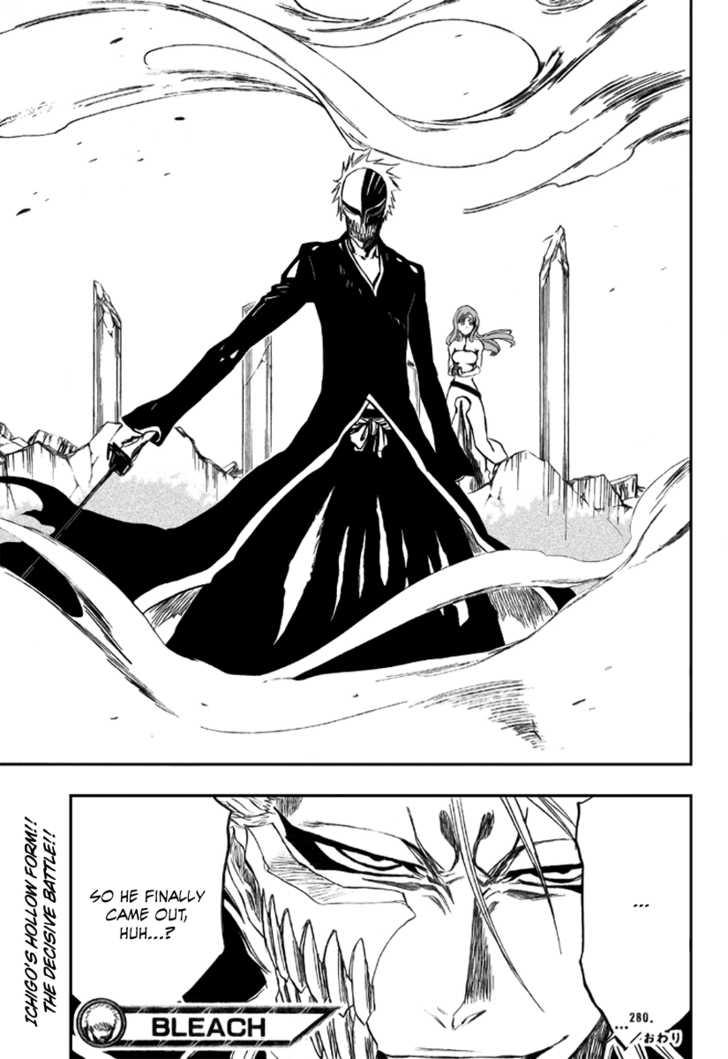 ...
SO HE FINALLY
CAME OUT,
HUH...?
280.
... おわり
BLEACH
ICHIGO'S HOLLOW FORM!!
THE DECISIVE BATTLE!!